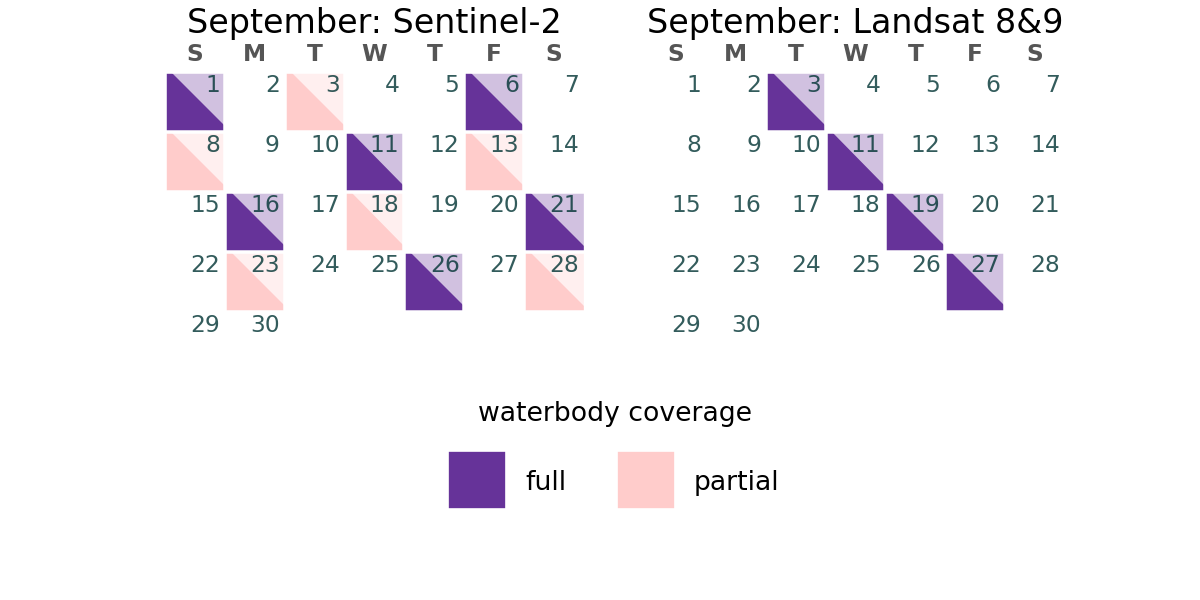 September: Sentinel-2
S M T W T F S
1 2 3 4 5 6 7
8 9 10 11 12 13 14
15 16 17 18 19 20 21
22 23 24 25 26 27 28
29 30
September: Landsat 8&9
S M T W T F S
1 2 3 4 5 6 7
8 9 10 11 12 13 14
15 16 17 18 19 20 21
22 23 24 25 26 27 28
29 30
waterbody coverage
full
partial